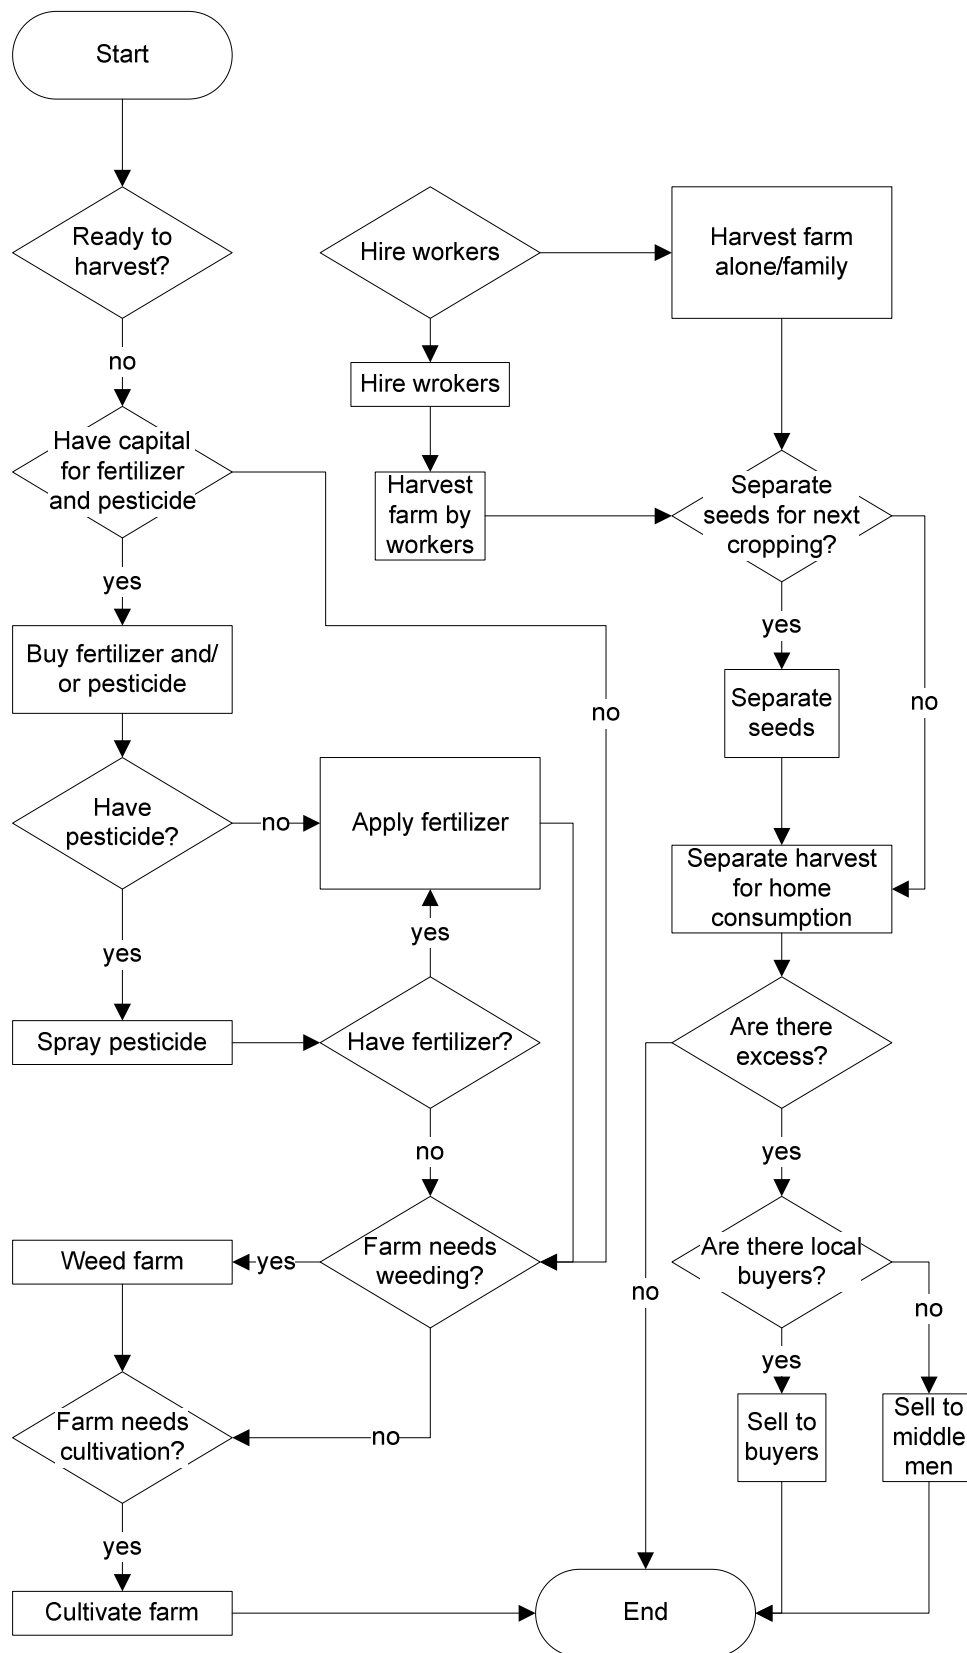 Start
Ready to
harvest?
no
Have capital
for fertilizer
and pesticide
yes
Buy fertilizer and/
or pesticide
Have
pesticide?
no
Apply fertilizer
yes
yes
Spray pesticide
Have fertilizer?
no
no
Farm needs
weeding?
yes
Weed farm
no
Farm needs
cultivation?
yes
Cultivate farm
Hire workers
Harvest farm
alone/family
Hire wrokers
Harvest
farm by
workers
Separate
seeds for next
cropping?
yes
no
Separate
seeds
Separate harvest
for home
consumption
Are there
excess?
no
yes
Are there local
buyers?
yes
no
Sell to
buyers
Sell to
middle
men
End